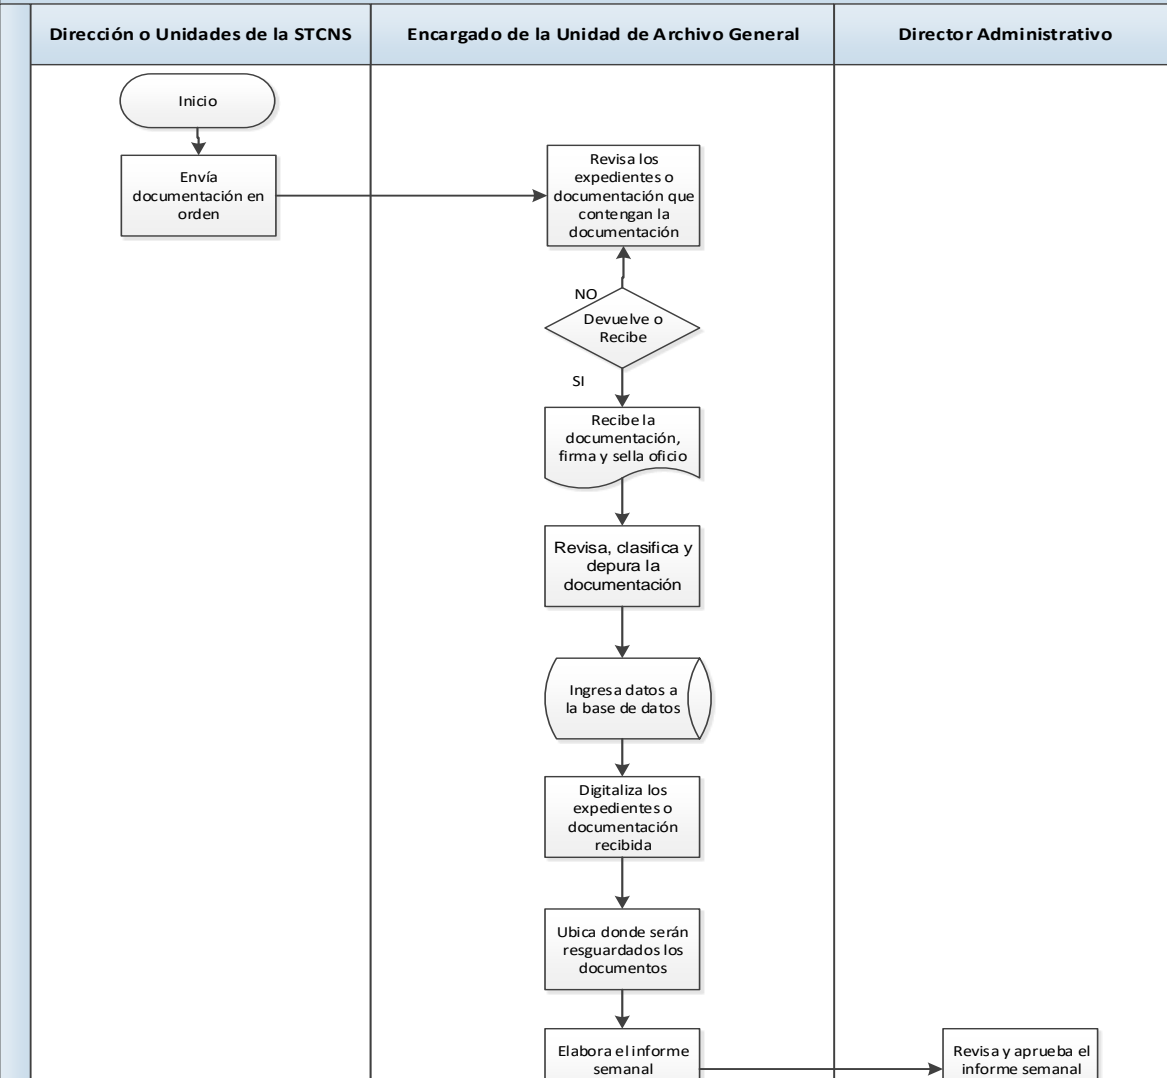 Dirección o Unidades de la STCNS
Encargado de la Unidad de Archivo General
Director Administrativo
Inicio
Envía
documentación en
orden
Revisa los
expedientes o
documentación que
contengan la
documentación
NO
Devuelve o
Recibe
SI
Recibe la
documentación,
firma y sella oficio
Revisa, clasifica y
depura la
documentación
Ingresa datos a
la base de datos
Digitaliza los
expedientes o
documentación
recibida
Ubica donde serán
resguardados los
documentos
Elabora el informe
semanal
Revisa y aprueba el
informe semanal